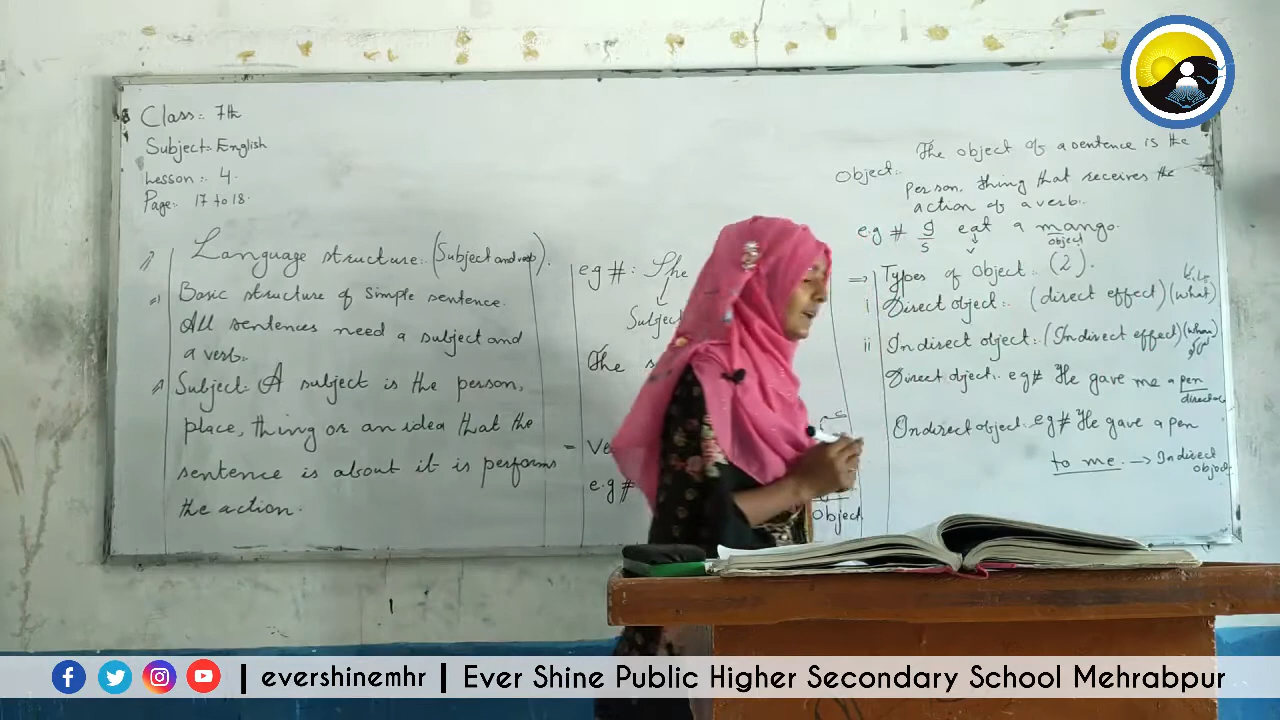 Class:- 7th
Subject:- English
Lesson:- 4.
Page:- 17 to 18.
Language structure:- (Subject and verb).
Basic structure of simple sentence.
All sentences need a subject and
a verb.
Subject:- A subject is the person,
place, thing or an idea that the
sentence is about it is performs
the action.
eg #: She
Subject
The s
Ve
e.g #
Object
Object:- The object of a sentence is the
person, thing that receives the
action of a verb.
e.g # I eat a mango.
S V object
=> Types of Object:- (2).
i Direct object:- (direct effect) (what)
ii Indirect object:- (Indirect effect) (whom)
Direct object:- eg# He gave me a pen
direct
Indirect object:- eg# He gave a pen
to me. → Indirect
object
| evershinemhr | Ever Shine Public Higher Secondary School Mehrabpur